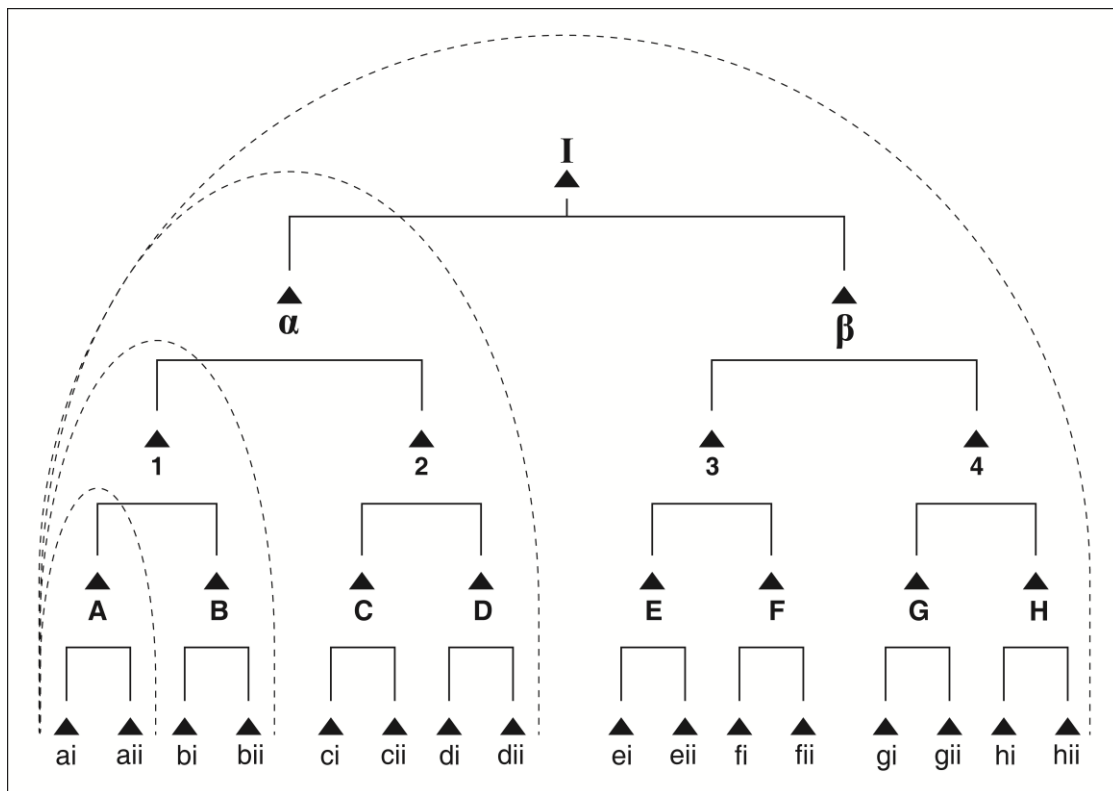 I
α β
1 2 3 4
A B C D E F G H
ai aii bi bii ci cii di dii ei eii fi fii gi gii hi hii